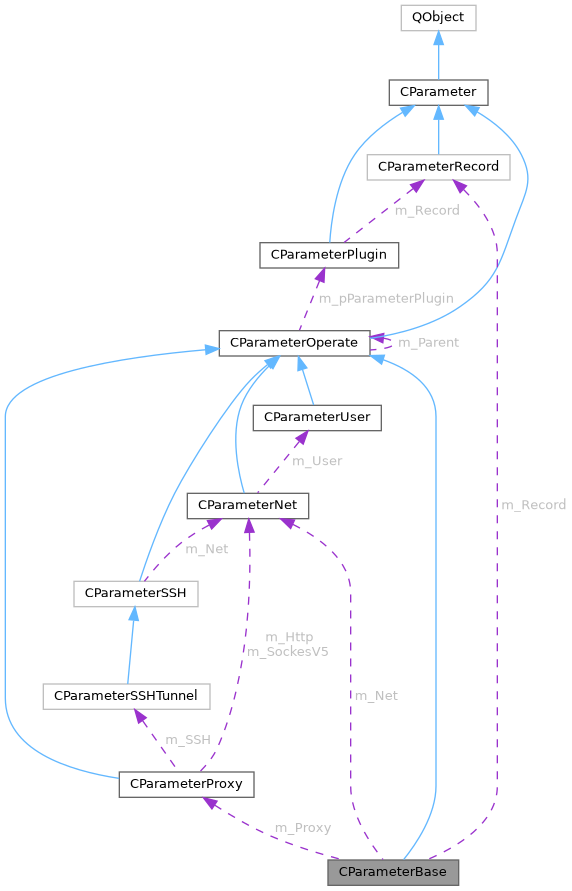 QObject
CParameter
CParameterRecord
m_Record
CParameterPlugin
m_pParameterPlugin
CParameterOperate
m_Parent
CParameterUser
m_User
CParameterNet
m_Record
m_Net
CParameterSSH
m_Http
m_SockesV5
CParameterSSHTunnel
m_Net
m_SSH
CParameterProxy
m_Proxy
CParameterBase